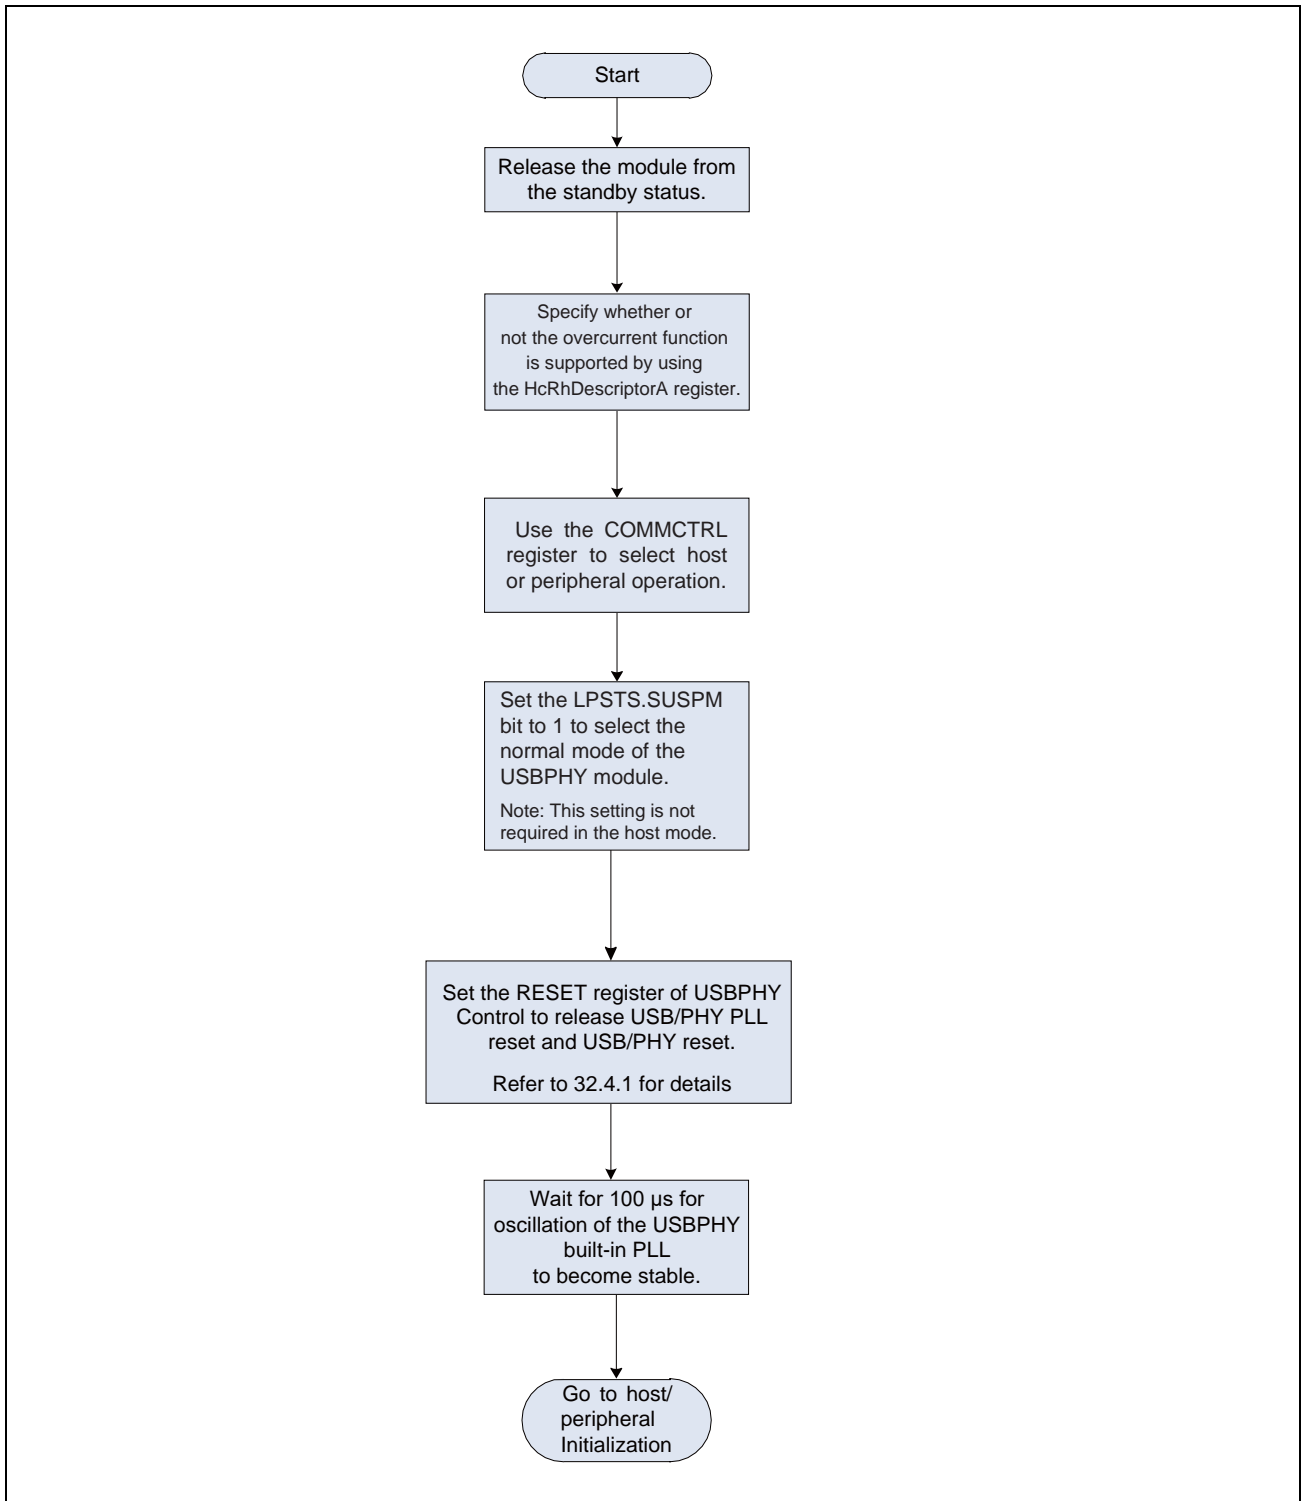 Start
Release the module from
the standby status.
Specify whether or
not the overcurrent function
is supported by using
the HcRhDescriptorA register.
Use the COMMCTRL
register to select host
or peripheral operation.
Set the LPSTS.SUSPM
bit to 1 to select the
normal mode of the
USBPHY module.
Note: This setting is not
required in the host mode.
Set the RESET register of USBPHY
Control to release USB/PHY PLL
reset and USB/PHY reset.
Refer to 32.4.1 for details
Wait for 100 µs for
oscillation of the USBPHY
built-in PLL
to become stable.
Go to host/
peripheral
Initialization